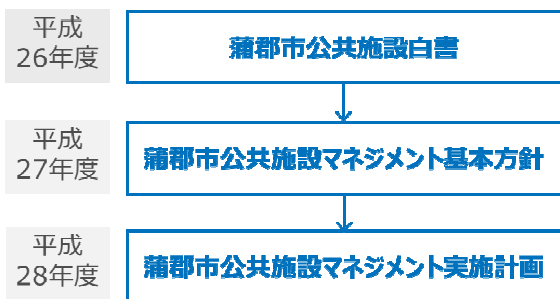 平成
26年度
蒲郡市公共施設白書
平成
27年度
蒲郡市公共施設マネジメント基本方針
平成
28年度
蒲郡市公共施設マネジメント実施計画